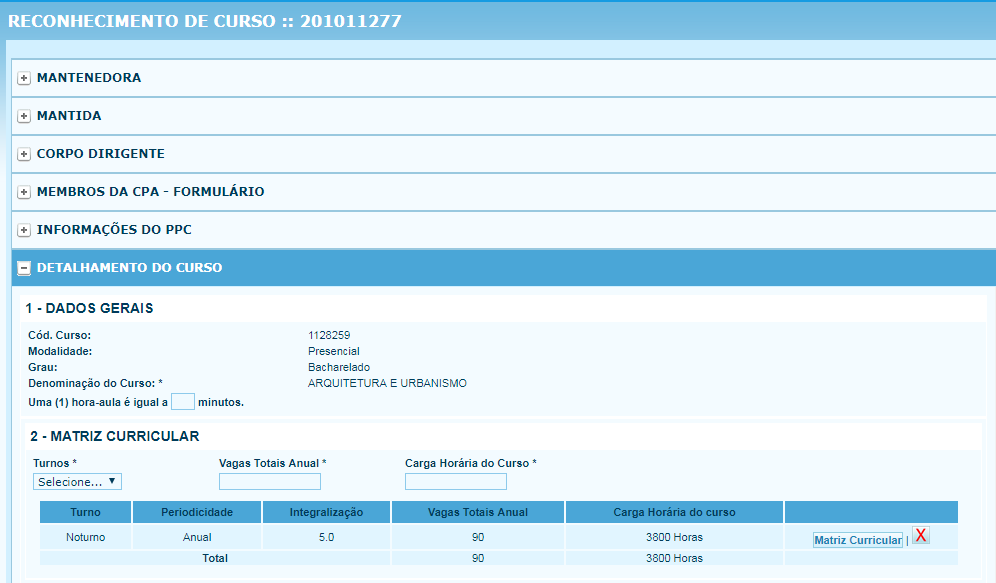 RECONHECIMENTO DE CURSO :: 201011277
MANTENEDORA
MANTIDA
CORPO DIRIGENTE
MEMBROS DA CPA - FORMULÁRIO
INFORMAÇÕES DO PPC
DETALHAMENTO DO CURSO
1 - DADOS GERAIS
Cód. Curso: 1128259
Modalidade: Presencial
Grau: Bacharelado
Denominação do Curso: * ARQUITETURA E URBANISMO
Uma (1) hora-aula é igual a minutos.
2 - MATRIZ CURRICULAR
Turnos * Vagas Totais Anual * Carga Horária do Curso *
Selecione...
Turno Periodicidade Integralização Vagas Totais Anual Carga Horária do curso
Noturno Anual 5.0 90 3800 Horas Matriz Curricular | X
Total 90 3800 Horas